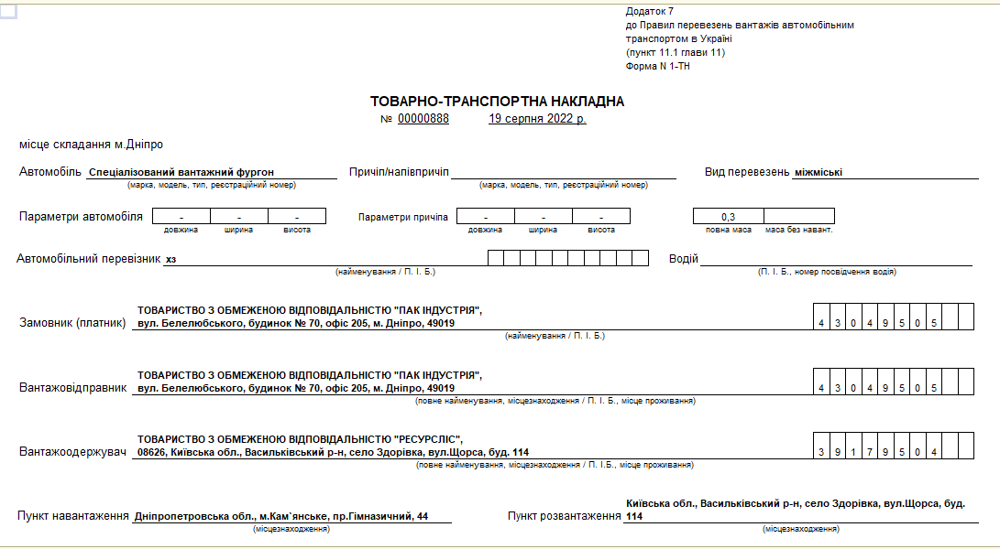 Додаток 7
до Правил перевезень вантажів автомобільним
транспортом в Україні
(пункт 11.1 глави 11)
Форма N 1-ТН
ТОВАРНО-ТРАНСПОРТНА НАКЛАДНА
№ 00000888 19 серпня 2022 р.
місце складання м.Дніпро
Автомобіль Спеціалізований вантажний фургон Причіп/напівпричіп Вид перевезень міжміські
(марка, модель, тип, реєстраційний номер) (марка, модель, тип, реєстраційний номер)
Параметри автомобіля - - - Параметри причіпа - - - 0,3
довжина ширина висота довжина ширина висота повна маса маса без навант.
Автомобільний перевізник хз Водій
(найменування / П. І. Б.) (П. І. Б., номер посвідчення водія)
ТОВАРИСТВО З ОБМЕЖЕНОЮ ВІДПОВІДАЛЬНІСТЮ "ПАК ІНДУСТРІЯ",
Замовник (платник) вул. Белелюбського, будинок № 70, офіс 205, м. Дніпро, 49019 4 3 0 4 9 5 0 5
(найменування / П. І. Б.)
ТОВАРИСТВО З ОБМЕЖЕНОЮ ВІДПОВІДАЛЬНІСТЮ "ПАК ІНДУСТРІЯ",
Вантажовідправник вул. Белелюбського, будинок № 70, офіс 205, м. Дніпро, 49019 4 3 0 4 9 5 0 5
(повне найменування, місцезнаходження / П. І. Б., місце проживання)
ТОВАРИСТВО З ОБМЕЖЕНОЮ ВІДПОВІДАЛЬНІСТЮ "РЕСУРСЛІС",
Вантажоодержувач 08626, Київська обл., Васильківський р-н, село Здорівка, вул.Щорса, буд. 114 3 9 1 7 9 5 0 4
(повне найменування, місцезнаходження / П. І.Б., місце проживання)
Київська обл., Васильківський р-н, село Здорівка, вул.Щорса, буд.
Пункт навантаження Дніпропетровська обл., м.Кам`янське, пр.Гімназичний, 44 Пункт розвантаження 114
(місцезнаходження) (місцезнаходження)